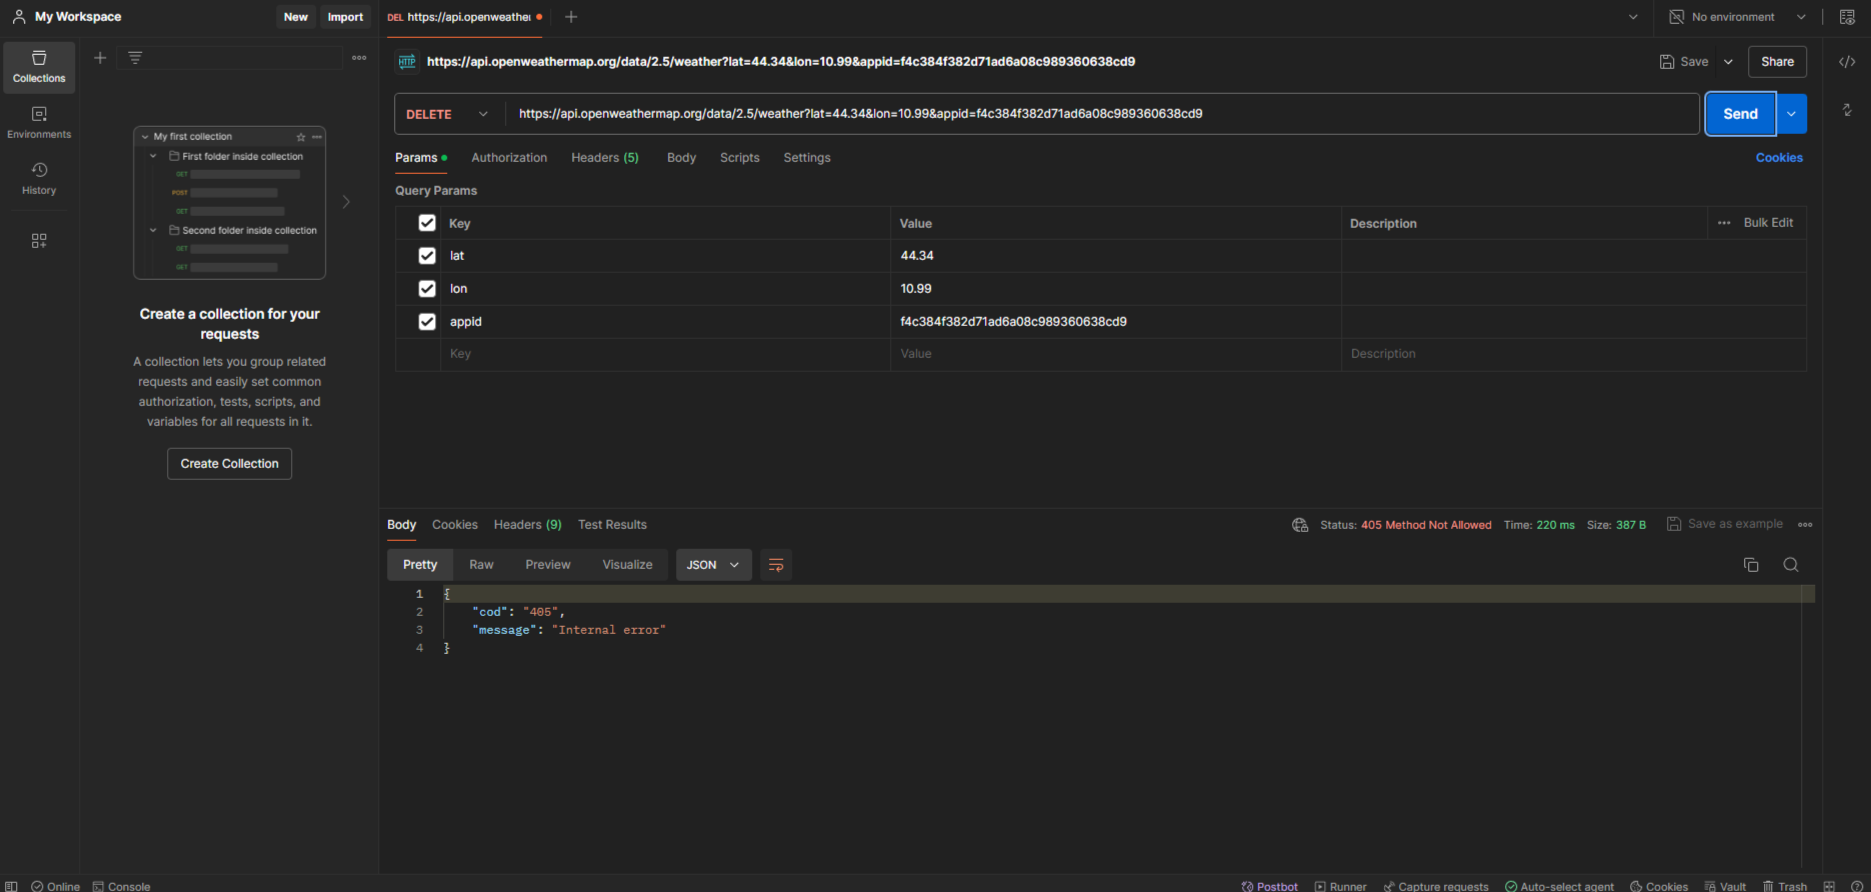 My Workspace
New
Import
DEL https://api.openweather
No environment
Collections
Environments
History
My first collection
First folder inside collection
GET
POST
GET
Second folder inside collection
GET
GET
Create a collection for your
requests
A collection lets you group related
requests and easily set common
authorization, tests, scripts, and
variables for all requests in it.
Create Collection
HTTP https://api.openweathermap.org/data/2.5/weather?lat=44.34&lon=10.99&appid=f4c384f382d71ad6a08c989360638cd9
Save
Share
DELETE
https://api.openweathermap.org/data/2.5/weather?lat=44.34&lon=10.99&appid=f4c384f382d71ad6a08c989360638cd9
Send
Params Authorization Headers (5) Body Scripts Settings
Cookies
Query Params
Key Value Description Bulk Edit
lat 44.34
lon 10.99
appid f4c384f382d71ad6a08c989360638cd9
Key Value Description
Body Cookies Headers (9) Test Results
Status: 405 Method Not Allowed Time: 220 ms Size: 387 B Save as example
Pretty Raw Preview Visualize JSON
1 {
2 "cod": "405",
3 "message": "Internal error"
4 }
Online Console
Postbot Runner Capture requests Auto-select agent Cookies Vault Trash